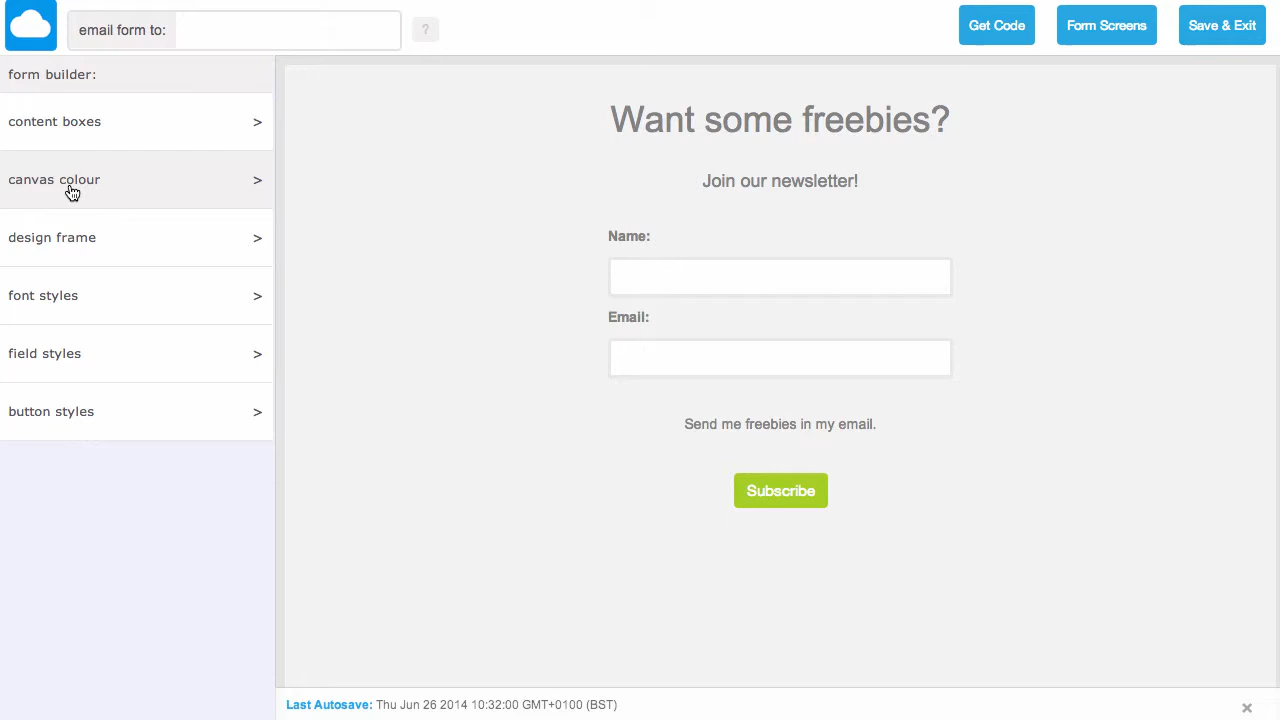 email form to:
?
Get Code
Form Screens
Save & Exit
form builder:
content boxes >
canvas colour >
design frame >
font styles >
field styles >
button styles >
Want some freebies?
Join our newsletter!
Name:
Email:
Send me freebies in my email.
Subscribe
Last Autosave: Thu Jun 26 2014 10:32:00 GMT+0100 (BST)
×